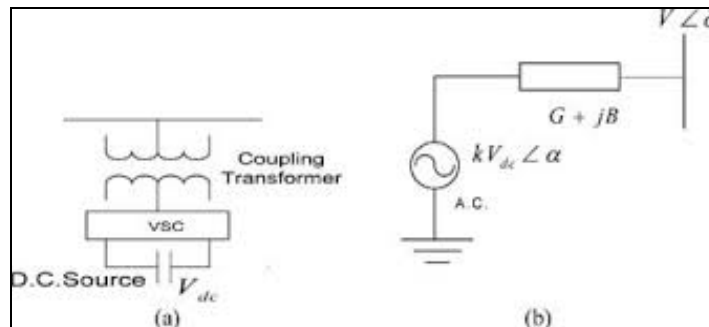 Coupling
Transformer
VSC
D.C.Source
V_dc
(a)
V∠
G + jB
kV_dc ∠α
A.C.
(b)